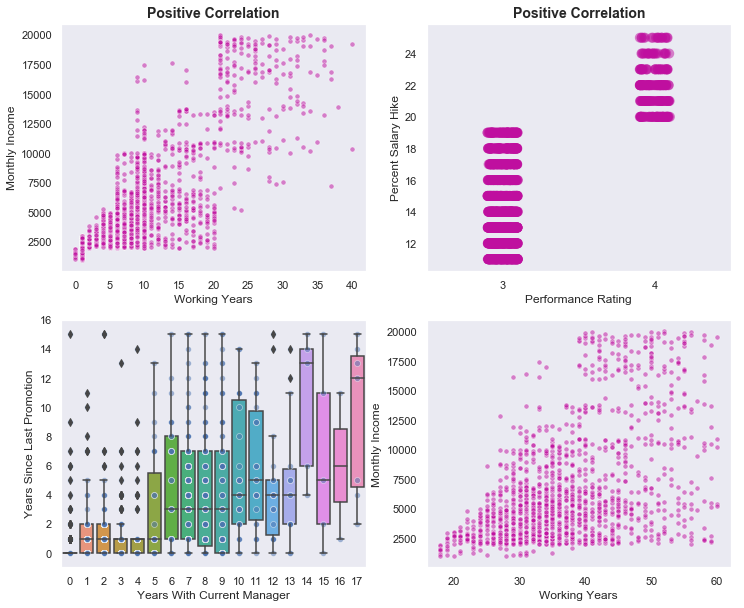 Positive Correlation
Monthly Income
20000
17500
15000
12500
10000
7500
5000
2500
0 5 10 15 20 25 30 35 40
Working Years
Positive Correlation
Percent Salary Hike
24
22
20
18
16
14
12
3 4
Performance Rating
Years Since Last Promotion
16
14
12
10
8
6
4
2
0
0 1 2 3 4 5 6 7 8 9 10 11 12 13 14 15 16 17
Years With Current Manager
Monthly Income
20000
17500
15000
12500
10000
7500
5000
2500
20 30 40 50 60
Working Years